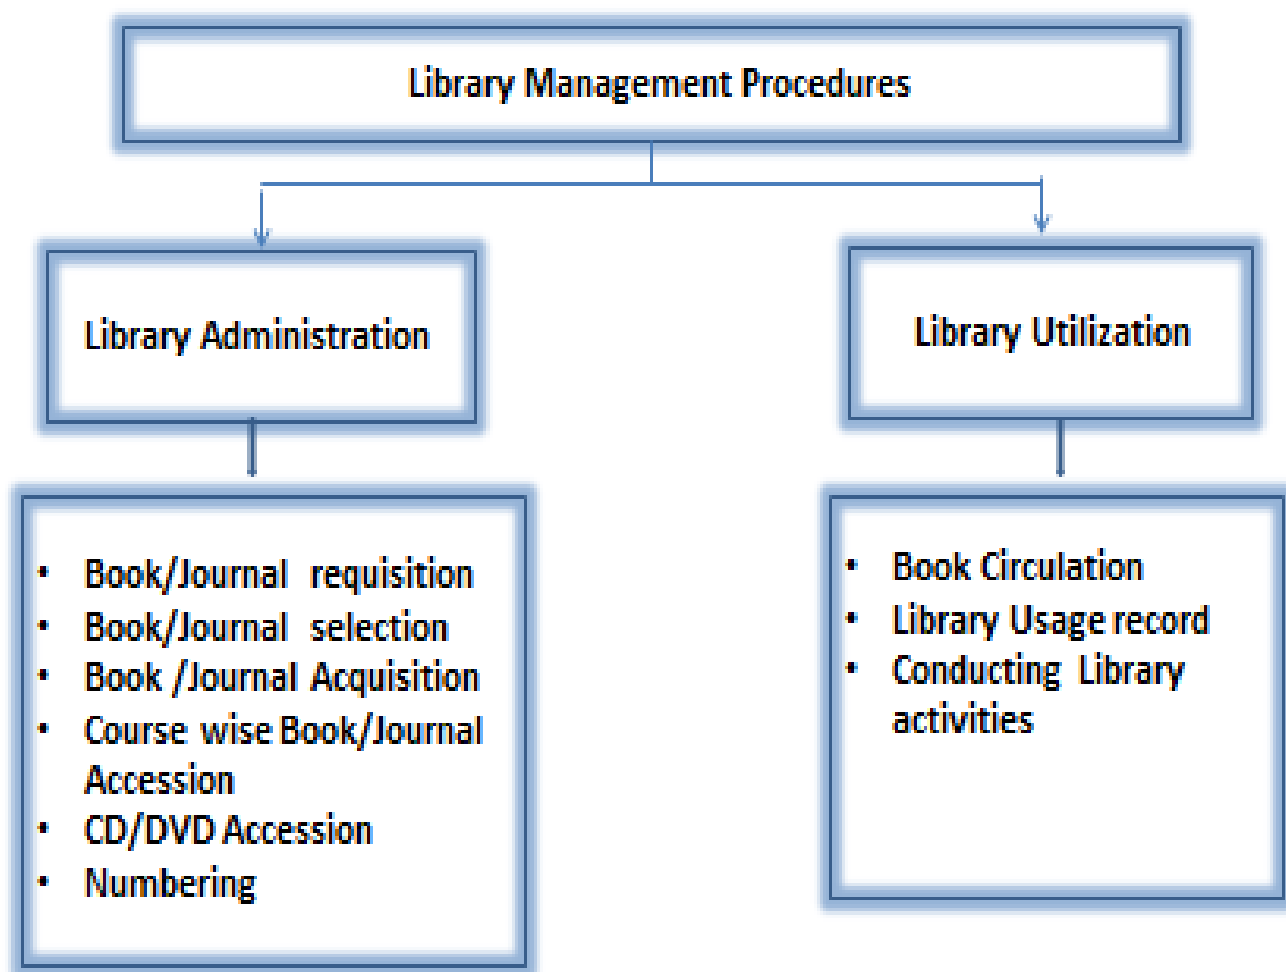 Library Management Procedures
Library Administration
Library Utilization
• Book/Journal requisition
• Book/Journal selection
• Book /Journal Acquisition
• Course wise Book/Journal
Accession
• CD/DVD Accession
• Numbering
• Book Circulation
• Library Usage record
• Conducting Library
activities